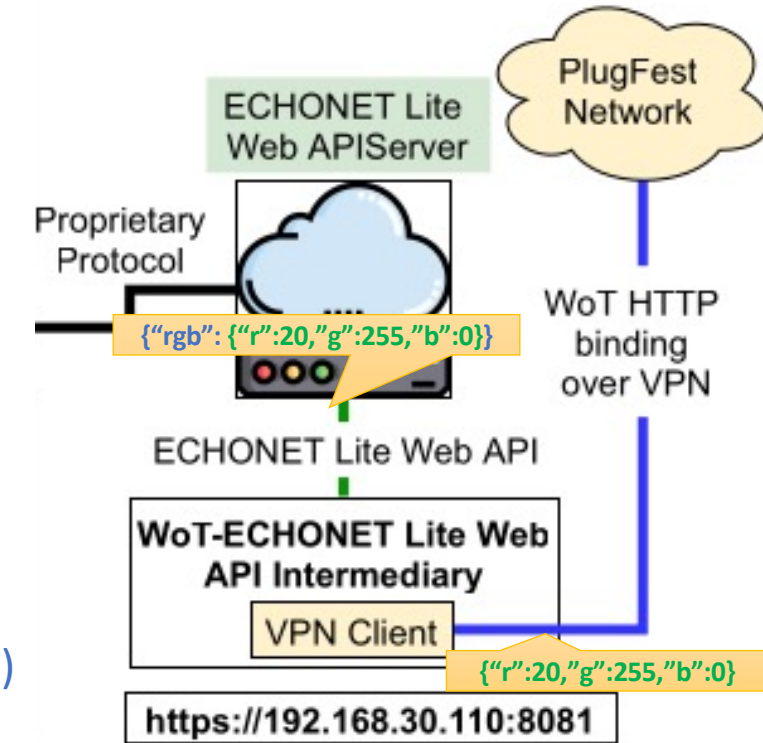 PlugFest
Network
ECHONET Lite
Web APIServer
Proprietary
Protocol
WoT HTTP
binding
over VPN
{“rgb”: {“r”:20,”g”:255,”b”:0}}
ECHONET Lite Web API
WoT-ECHONET Lite Web
API Intermediary
VPN Client
)
{“r”:20,”g”:255,”b”:0}
https://192.168.30.110:8081